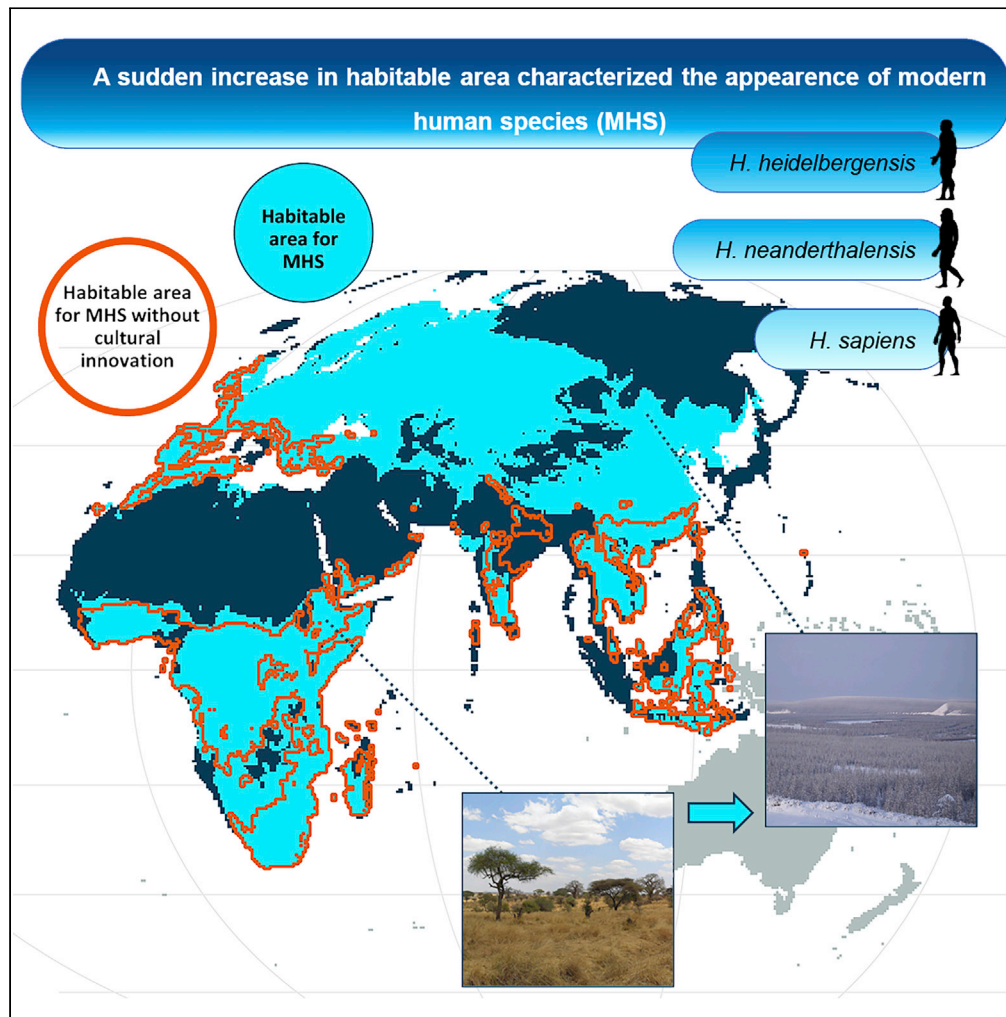 A sudden increase in habitable area characterized the appearence of modern
human species (MHS)
H. heidelbergensis
Habitable
area for
MHS
H. neanderthalensis
Habitable area
for MHS without
cultural
innovation
H. sapiens